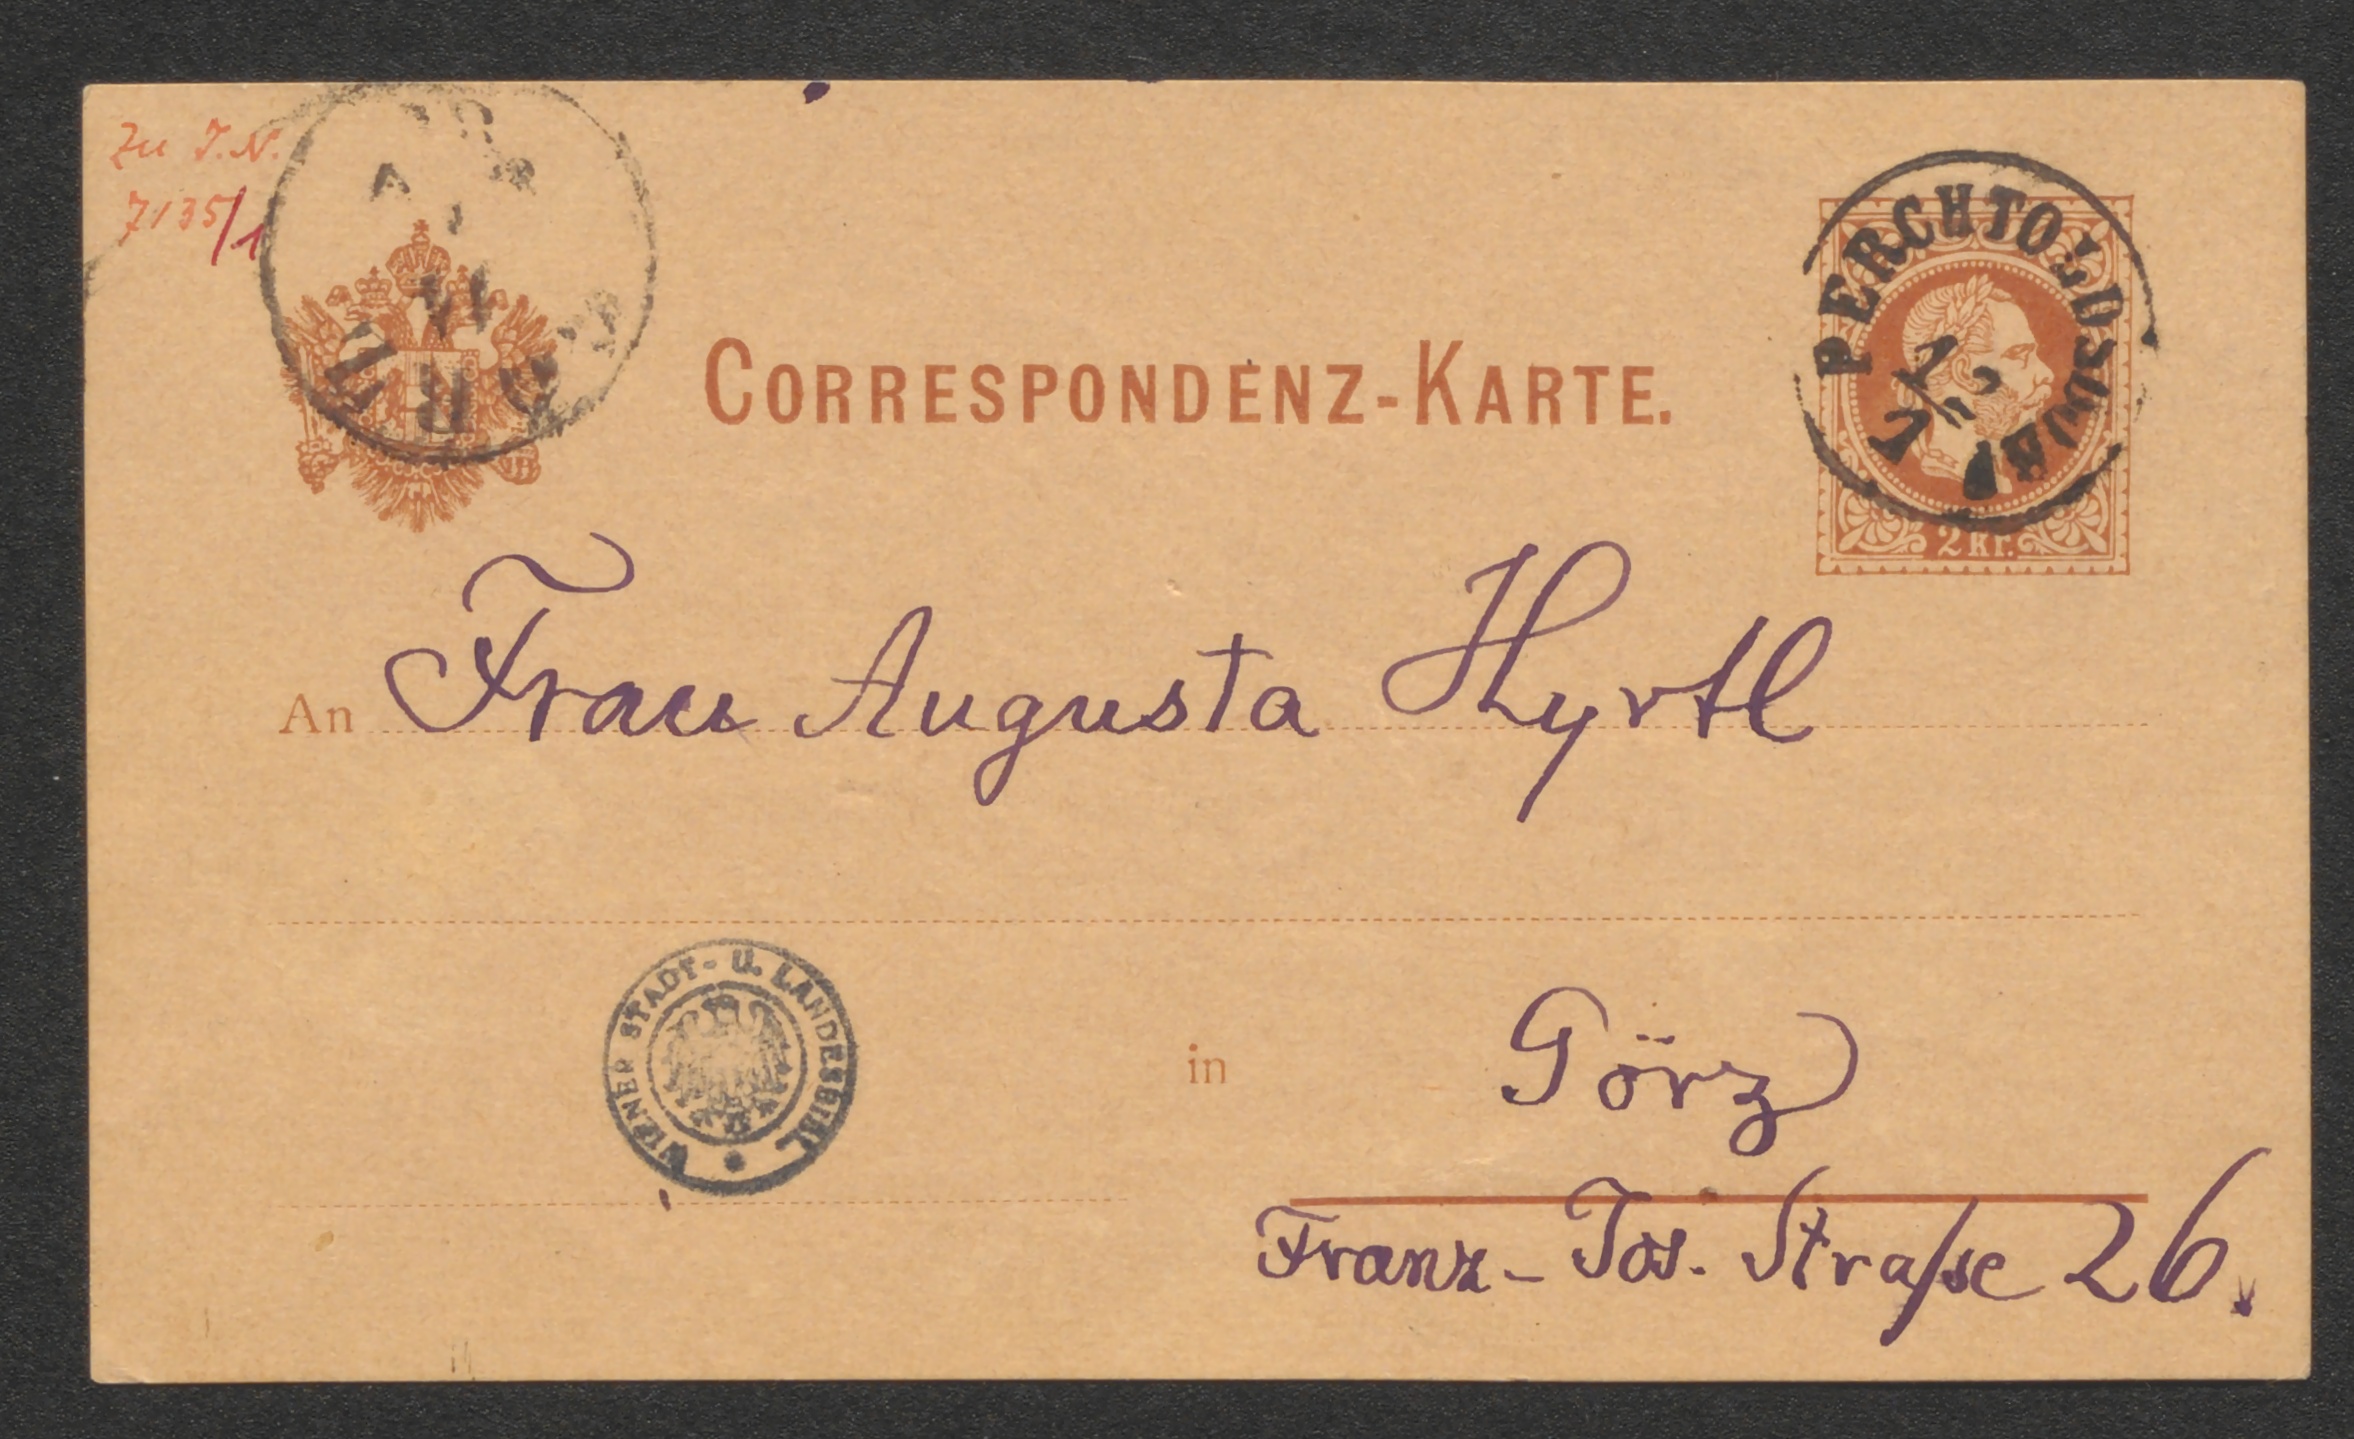 Zu I.N.
7135/1
CORRESPONDENZ-KARTE.
PERCHTOLDSDORF
2 kr.
An Frau Augusta Hyrtl
WIENER STADT- U. LANDESBIBL.
in Görz
Franz-Jos. Straße 26.